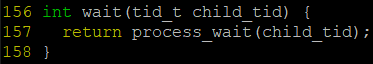 156 int wait(tid_t child_tid) {
157   return process_wait(child_tid);
158 }